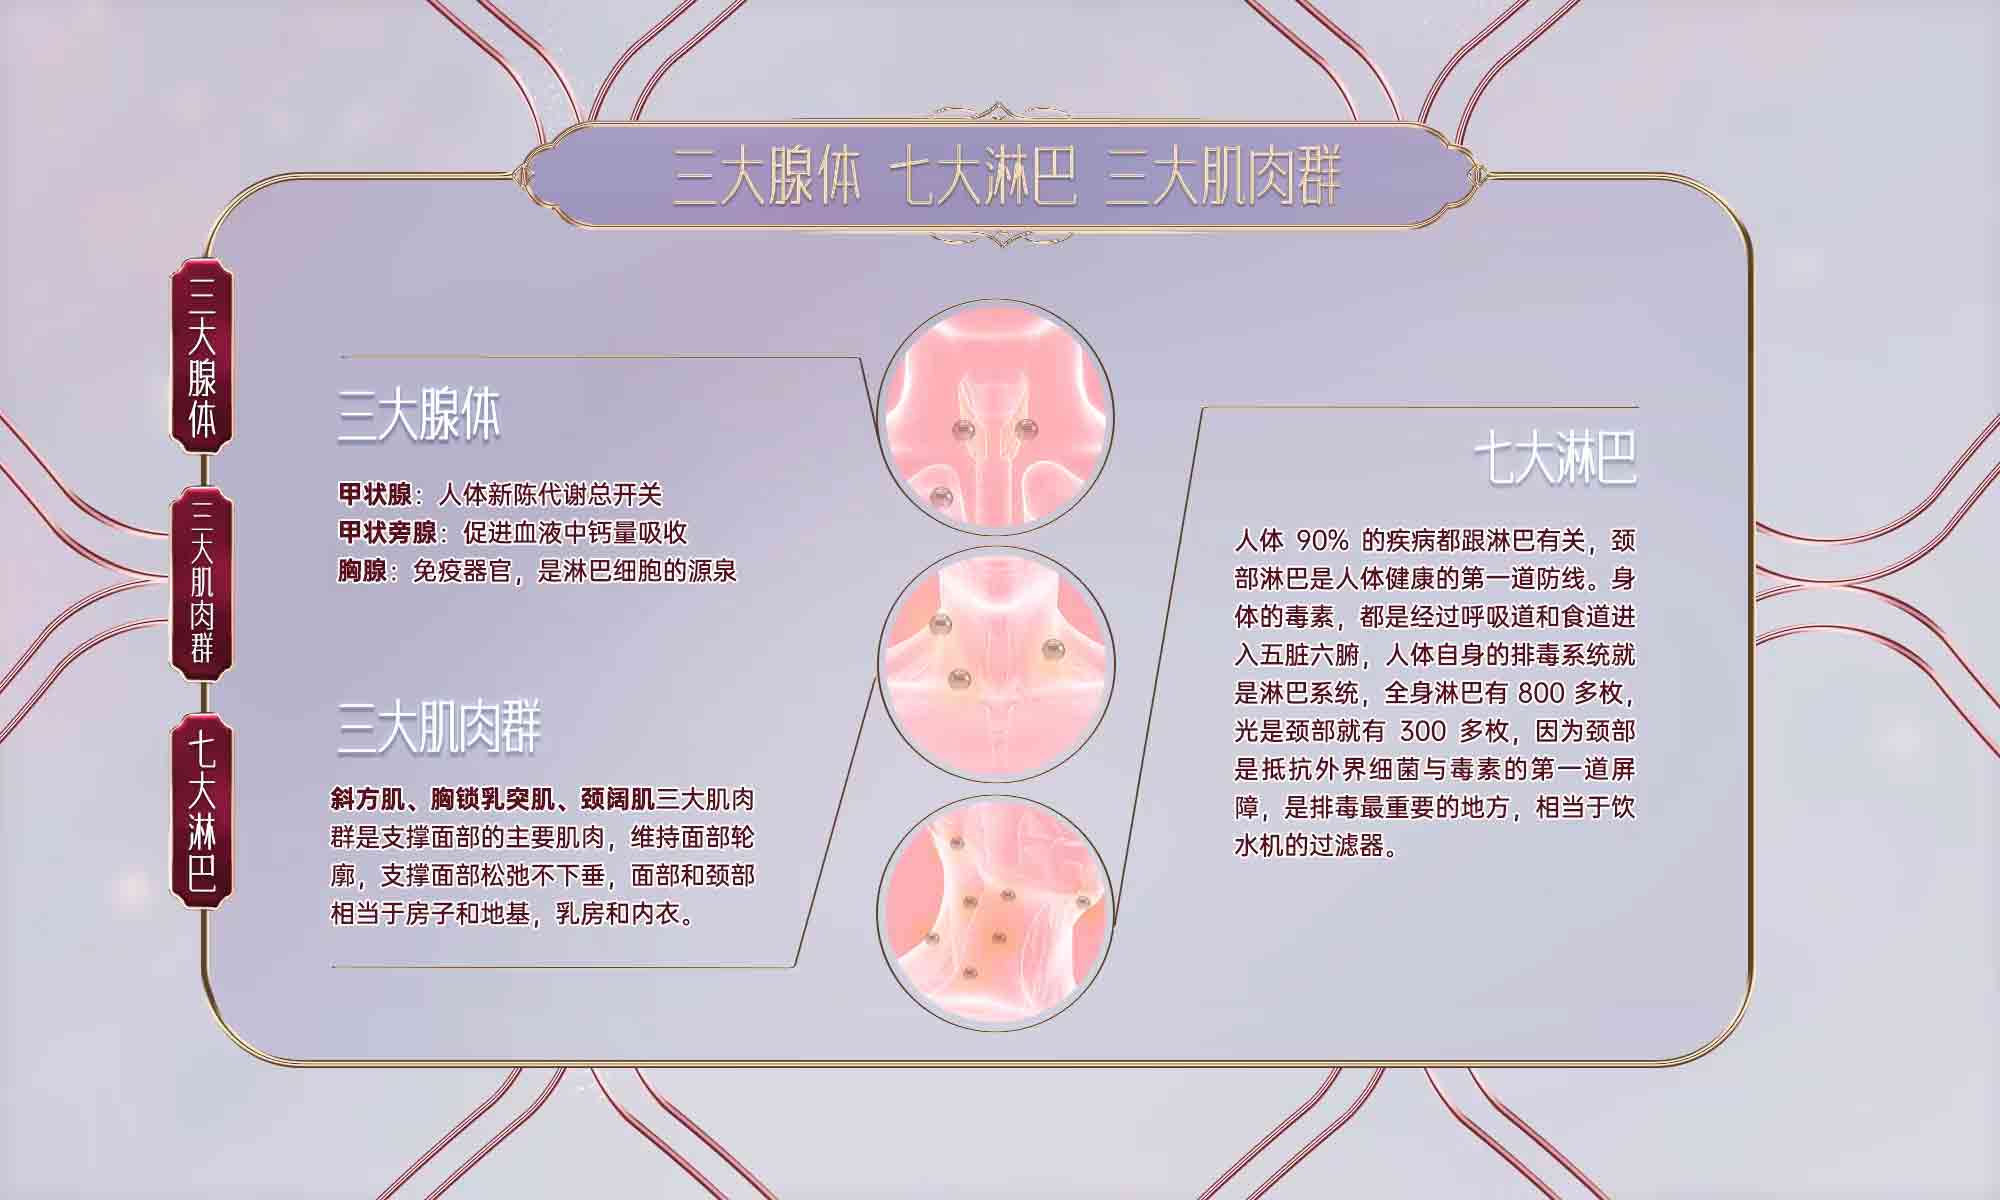 三大腺体 七大淋巴 三大肌肉群
三大腺体
三大肌肉群
七大淋巴
三大腺体
甲状腺：人体新陈代谢总开关
甲状旁腺：促进血液中钙量吸收
胸腺：免疫器官，是淋巴细胞的源泉
三大肌肉群
斜方肌、胸锁乳突肌、颈阔肌三大肌肉
群是支撑面部的主要肌肉，维持面部轮
廓，支撑面部松弛不下垂，面部和颈部
相当于房子和地基，乳房和内衣。
七大淋巴
人体 90% 的疾病都跟淋巴有关，颈
部淋巴是人体健康的第一道防线。身
体的毒素，都是经过呼吸道和食道进
入五脏六腑，人体自身的排毒系统就
是淋巴系统，全身淋巴有 800 多枚，
光是颈部就有 300 多枚，因为颈部
是抵抗外界细菌与毒素的第一道屏
障，是排毒最重要的地方，相当于饮
水机的过滤器。